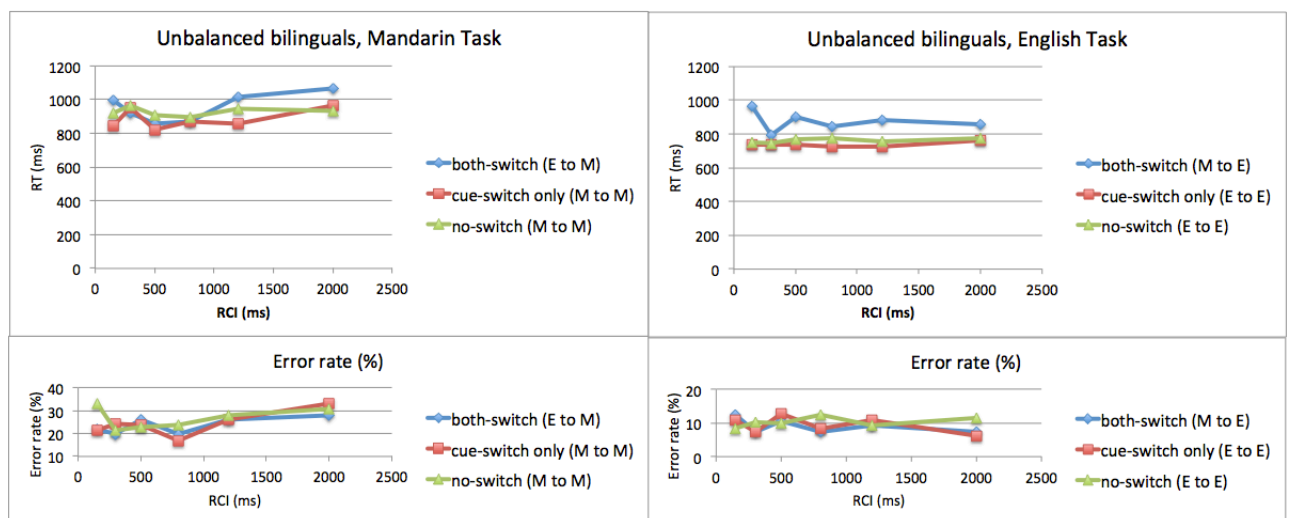 Unbalanced bilinguals, Mandarin Task
1200
1000
800
600
400
200
0
RT (ms)
0 500 1000 1500 2000 2500
RCI (ms)
both-switch (E to M)
cue-switch only (M to M)
no-switch (M to M)
Unbalanced bilinguals, English Task
1200
1000
800
600
400
200
0
RT (ms)
0 500 1000 1500 2000 2500
RCI (ms)
both-switch (M to E)
cue-switch only (E to E)
no-switch (E to E)
Error rate (%)
40
30
20
10
Error rate (%)
0 500 1000 1500 2000 2500
RCI (ms)
both-switch (E to M)
cue-switch only (M to M)
no-switch (M to M)
Error rate (%)
20
10
0
Error rate (%)
0 500 1000 1500 2000 2500
RCI (ms)
both-switch (M to E)
cue-switch only (E to E)
no-switch (E to E)